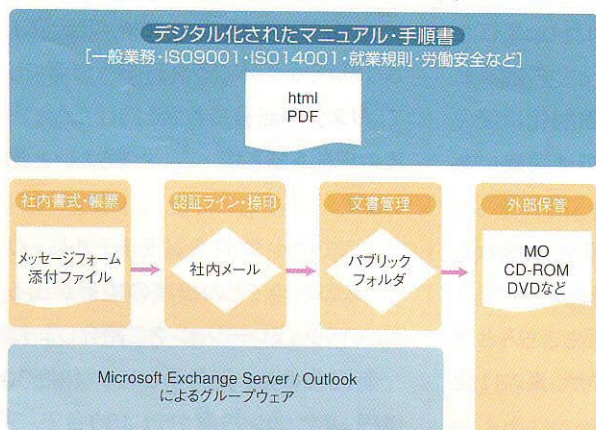 デジタル化されたマニュアル・手順書
[一般業務・ISO9001・ISO14001・就業規則・労働安全など]
html
PDF
社内書式・帳票
認証ライン・捺印
文書管理
外部保管
メッセージフォーム
添付ファイル
社内メール
パブリック
フォルダ
MO
CD-ROM
DVDなど
Microsoft Exchange Server / Outlook
によるグループウェア